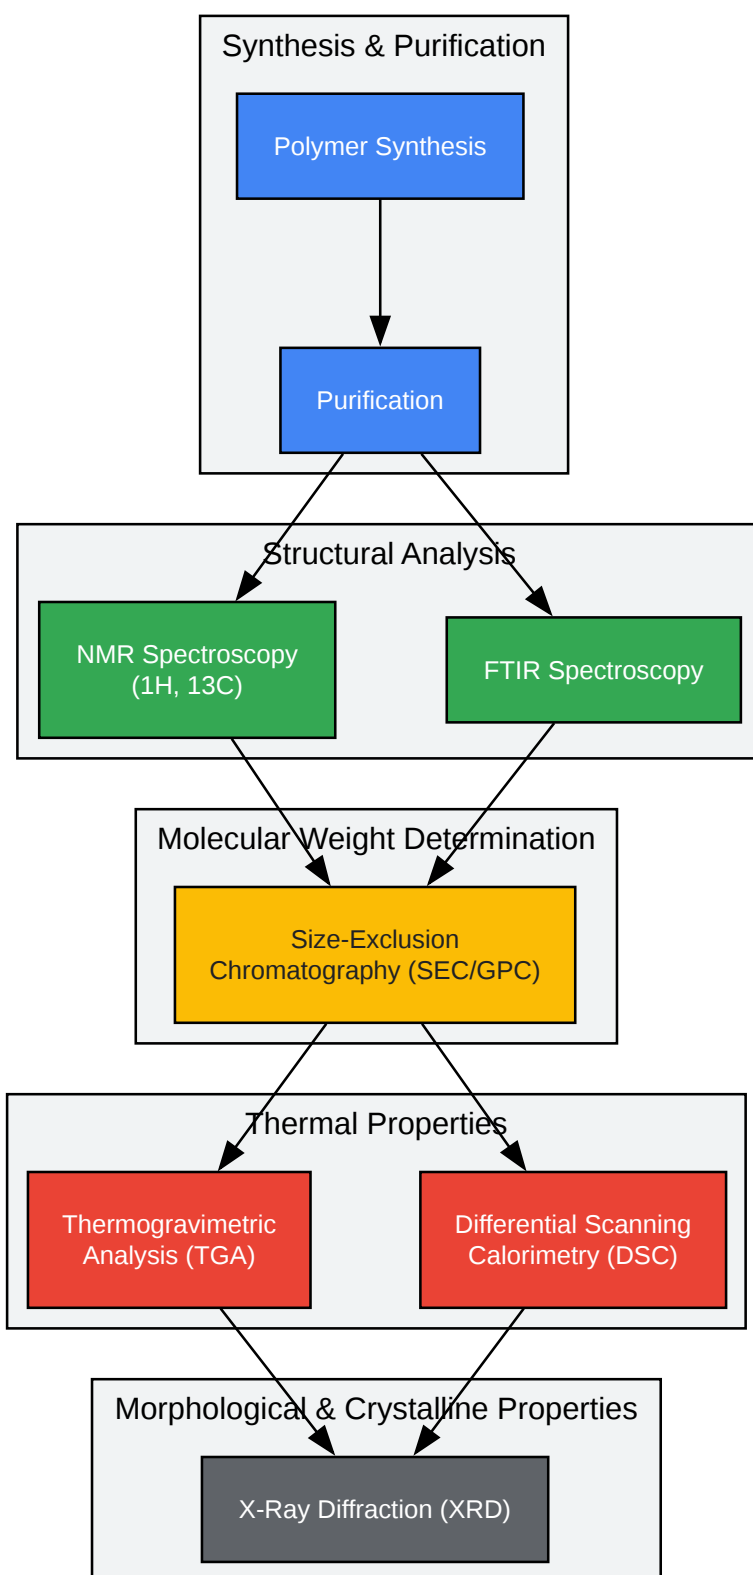 Synthesis & Purification
Polymer Synthesis
Purification
Structural Analysis
NMR Spectroscopy
(1H, 13C)
FTIR Spectroscopy
Molecular Weight Determination
Size-Exclusion
Chromatography (SEC/GPC)
Thermal Properties
Thermogravimetric
Analysis (TGA)
Differential Scanning
Calorimetry (DSC)
Morphological & Crystalline Properties
X-Ray Diffraction (XRD)